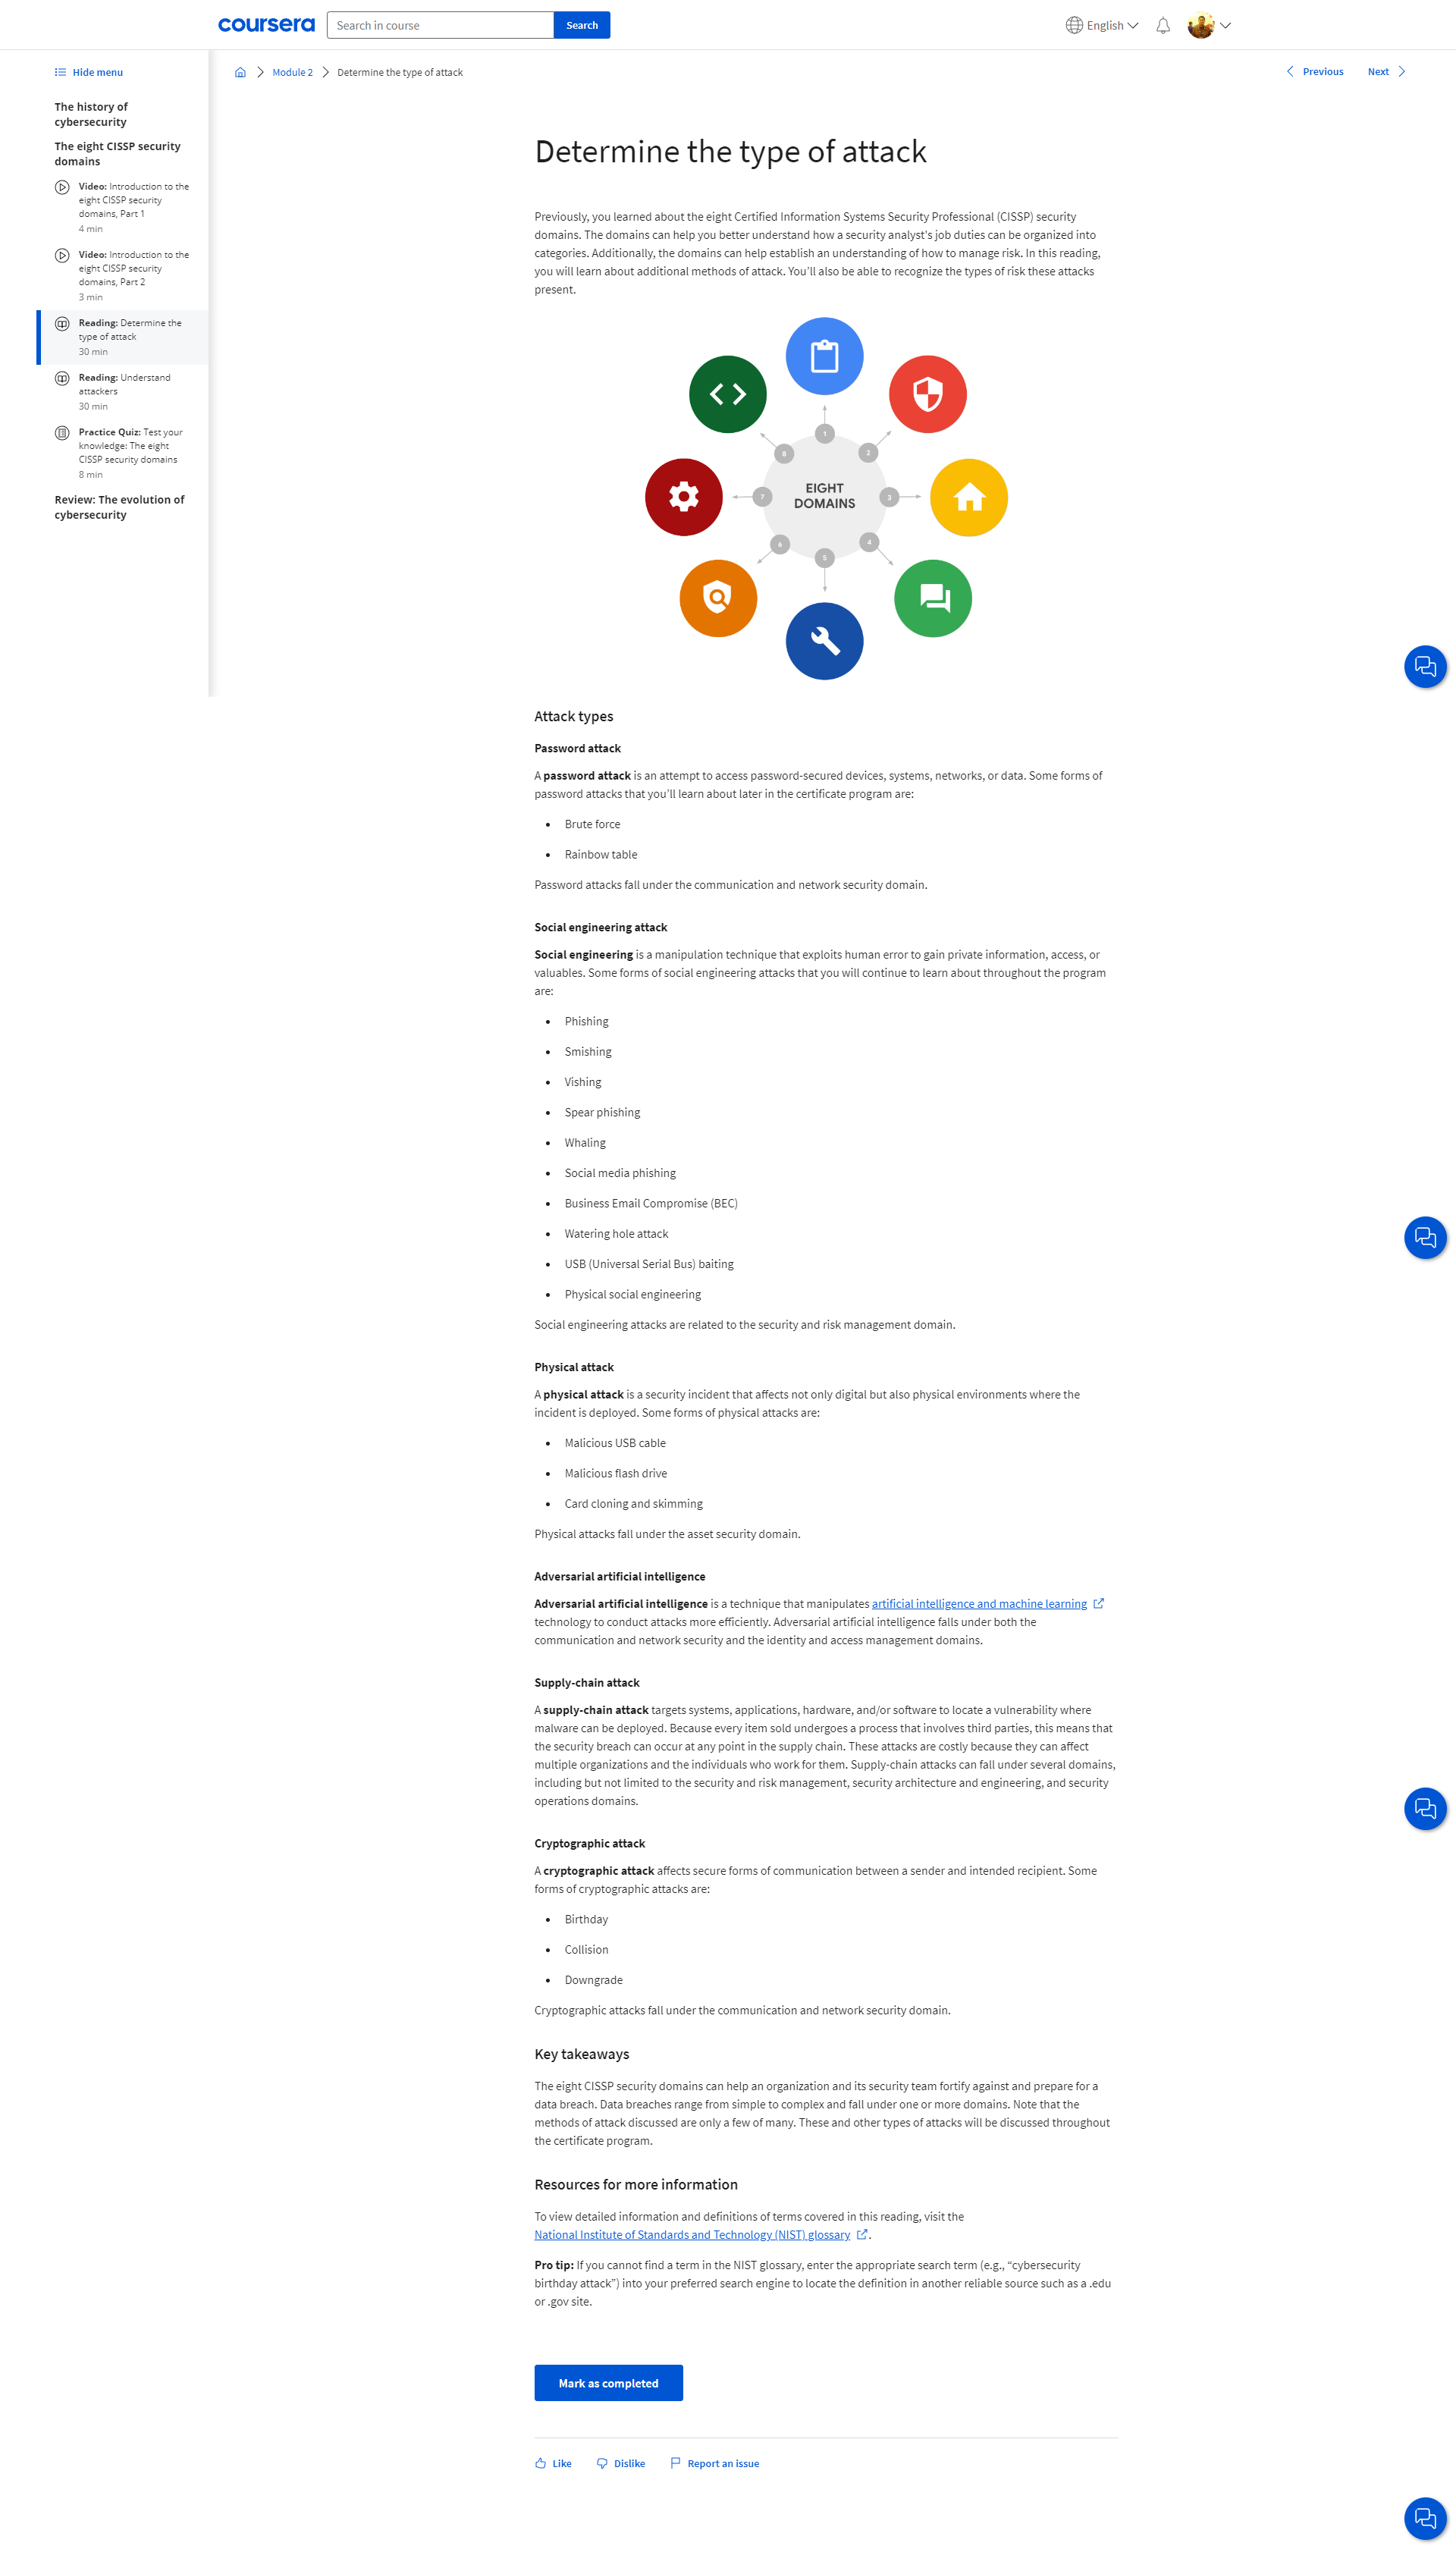 coursera
Search in course
Search
English
Hide menu
Module 2
Determine the type of attack
Previous
Next
The history of
cybersecurity
The eight CISSP security
domains
Video: Introduction to the
eight CISSP security
domains, Part 1
4 min
Video: Introduction to the
eight CISSP security
domains, Part 2
3 min
Reading: Determine the
type of attack
30 min
Reading: Understand
attackers
30 min
Practice Quiz: Test your
knowledge: The eight
CISSP security domains
8 min
Review: The evolution of
cybersecurity
Determine the type of attack
Previously, you learned about the eight Certified Information Systems Security Professional (CISSP) security
domains. The domains can help you better understand how a security analyst's job duties can be organized into
categories. Additionally, the domains can help establish an understanding of how to manage risk. In this reading,
you will learn about additional methods of attack. You’ll also be able to recognize the types of risk these attacks
present.
1
2
3
4
5
6
7
8
EIGHT
DOMAINS
Attack types
Password attack
A password attack is an attempt to access password-secured devices, systems, networks, or data. Some forms of
password attacks that you’ll learn about later in the certificate program are:
• Brute force
• Rainbow table
Password attacks fall under the communication and network security domain.
Social engineering attack
Social engineering is a manipulation technique that exploits human error to gain private information, access, or
valuables. Some forms of social engineering attacks that you will continue to learn about throughout the program
are:
• Phishing
• Smishing
• Vishing
• Spear phishing
• Whaling
• Social media phishing
• Business Email Compromise (BEC)
• Watering hole attack
• USB (Universal Serial Bus) baiting
• Physical social engineering
Social engineering attacks are related to the security and risk management domain.
Physical attack
A physical attack is a security incident that affects not only digital but also physical environments where the
incident is deployed. Some forms of physical attacks are:
• Malicious USB cable
• Malicious flash drive
• Card cloning and skimming
Physical attacks fall under the asset security domain.
Adversarial artificial intelligence
Adversarial artificial intelligence is a technique that manipulates artificial intelligence and machine learning
technology to conduct attacks more efficiently. Adversarial artificial intelligence falls under both the
communication and network security and the identity and access management domains.
Supply-chain attack
A supply-chain attack targets systems, applications, hardware, and/or software to locate a vulnerability where
malware can be deployed. Because every item sold undergoes a process that involves third parties, this means that
the security breach can occur at any point in the supply chain. These attacks are costly because they can affect
multiple organizations and the individuals who work for them. Supply-chain attacks can fall under several domains,
including but not limited to the security and risk management, security architecture and engineering, and security
operations domains.
Cryptographic attack
A cryptographic attack affects secure forms of communication between a sender and intended recipient. Some
forms of cryptographic attacks are:
• Birthday
• Collision
• Downgrade
Cryptographic attacks fall under the communication and network security domain.
Key takeaways
The eight CISSP security domains can help an organization and its security team fortify against and prepare for a
data breach. Data breaches range from simple to complex and fall under one or more domains. Note that the
methods of attack discussed are only a few of many. These and other types of attacks will be discussed throughout
the certificate program.
Resources for more information
To view detailed information and definitions of terms covered in this reading, visit the
National Institute of Standards and Technology (NIST) glossary.
Pro tip: If you cannot find a term in the NIST glossary, enter the appropriate search term (e.g., “cybersecurity
birthday attack”) into your preferred search engine to locate the definition in another reliable source such as a .edu
or .gov site.
Mark as completed
Like
Dislike
Report an issue